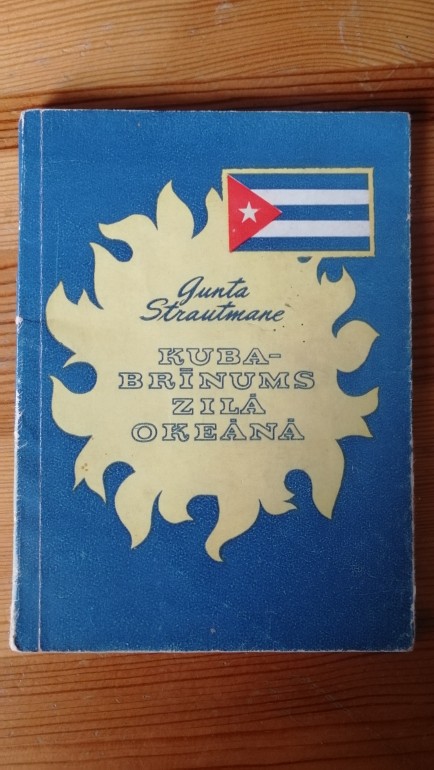 Gunta
Strautmane
KUBA-
BRĪNUMS
ZILĀ
OKEĀNĀ